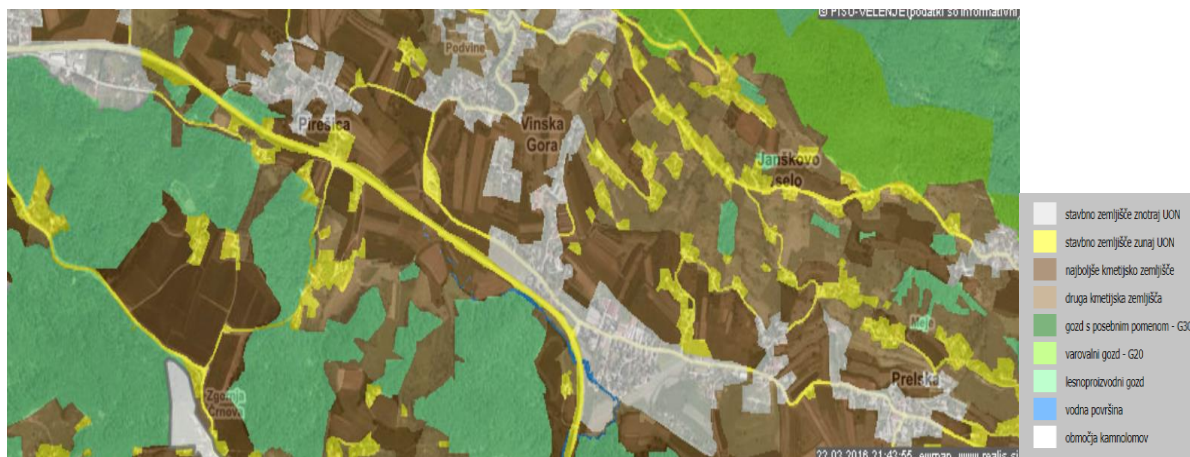 © PISO-VELENJE (podatki so informativni)
Podvine
Pirešica
Vinska
Gora
Janškovo
selo
Prelska
Zgornja
Črnova
22.02.2016 21:43:55
www.realis.si
stavbno zemljišče znotraj UON
stavbno zemljišče zunaj UON
najboljše kmetijsko zemljišče
druga kmetijska zemljišča
gozd s posebnim pomenom - G30
varovalni gozd - G20
lesnoproizvodni gozd
vodna površina
območja kamnolomov